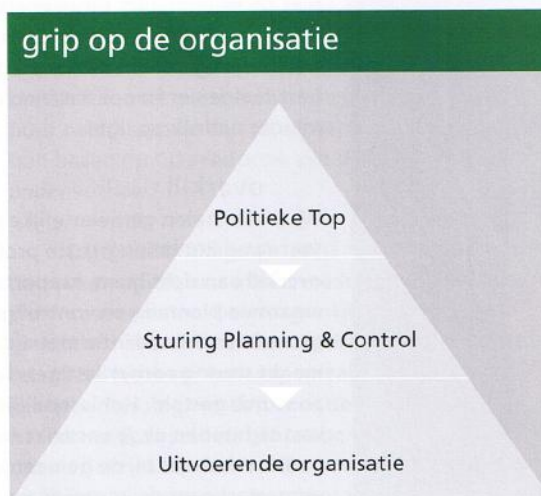 grip op de organisatie
Politieke Top
Sturing Planning & Control
Uitvoerende organisatie